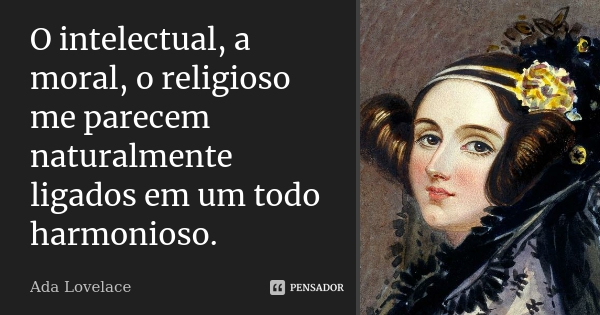 O intelectual, a
moral, o religioso
me parecem
naturalmente
ligados em um todo
harmonioso.
Ada Lovelace
PENSADOR